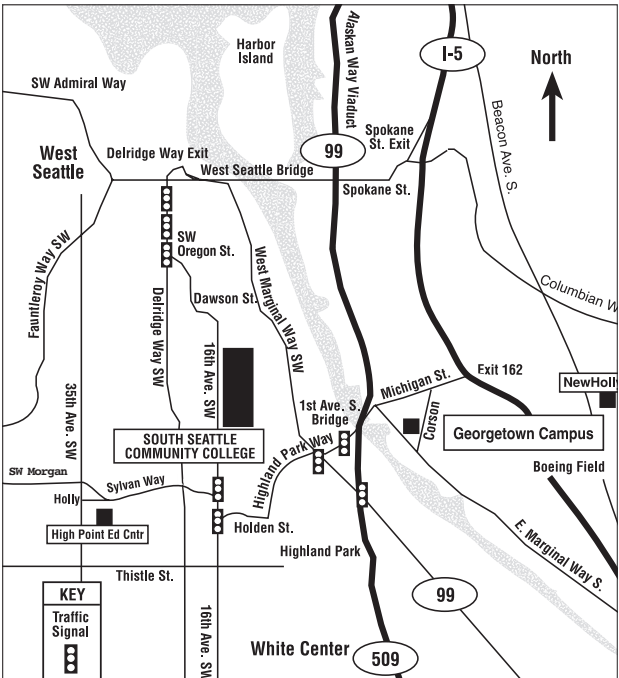 Harbor
Island
Alaskan Way Viaduct
I-5
North
SW Admiral Way
Beacon Ave. S.
Spokane
St. Exit
99
West
Seattle
Delridge Way Exit
West Seattle Bridge
Spokane St.
SW
Oregon St.
Fauntleroy Way SW
West Marginal Way SW
Columbian W
Dawson St.
Delridge Way SW
16th Ave. SW
35th Ave. SW
Exit 162
Michigan St.
NewHolly
1st Ave. S.
Bridge
Corson
Georgetown Campus
SOUTH SEATTLE
COMMUNITY COLLEGE
Highland Park Way
Boeing Field
SW Morgan
Sylvan Way
Holly
Holden St.
High Point Ed Cntr
E. Marginal Way S.
Highland Park
Thistle St.
KEY
Traffic
Signal
99
16th Ave. SW
White Center
509